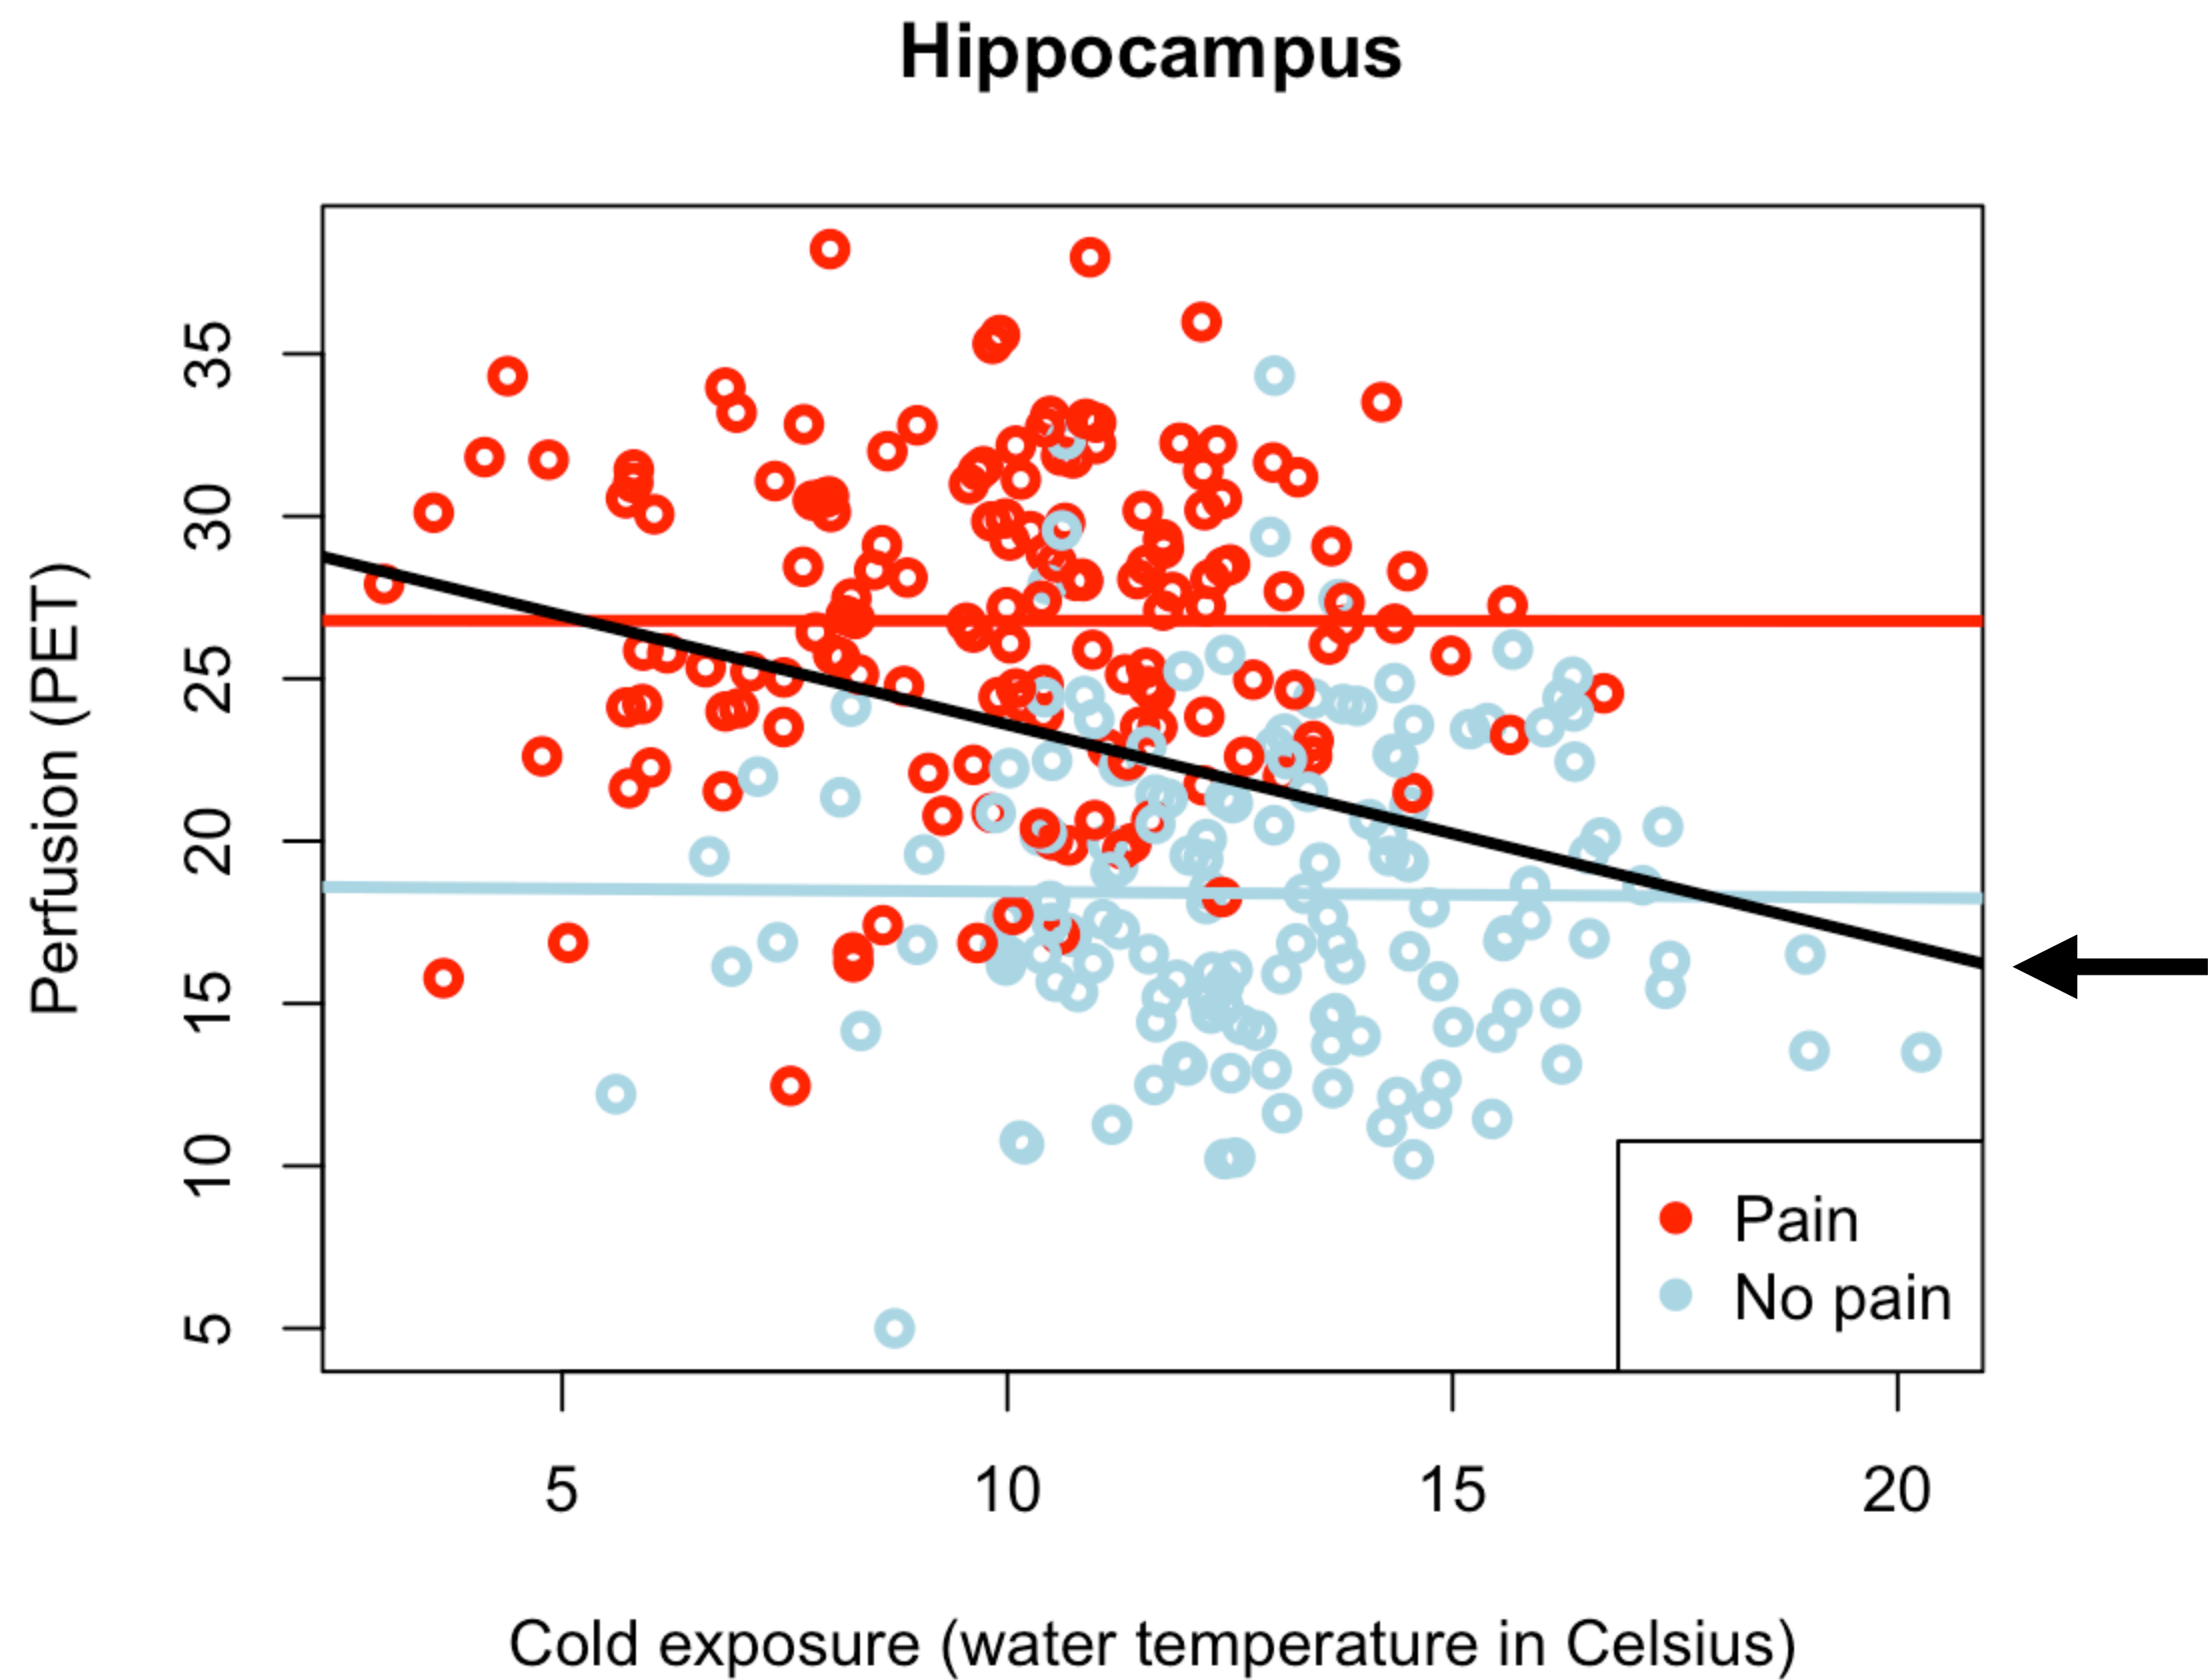 Hippocampus
Perfusion (PET)
35
30
25
20
15
10
5
Pain
No pain
5 10 15 20
Cold exposure (water temperature in Celsius)